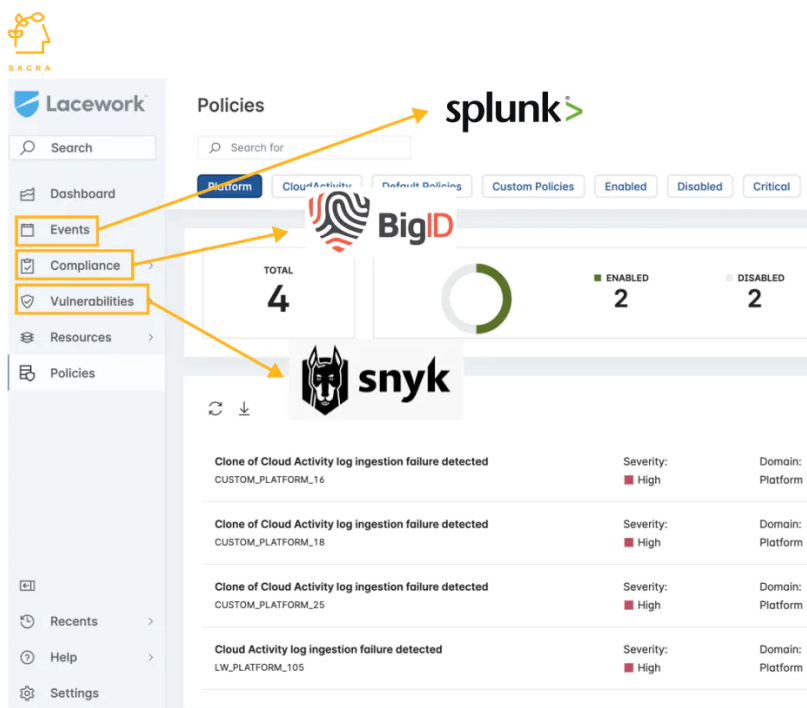 SACRA
Lacework
Search
Dashboard
Events
Compliance
Vulnerabilities
Resources
Policies
Recents
Help
Settings
Policies
splunk>
Search for
Platform
CloudActivity
Default Policies
Custom Policies
Enabled
Disabled
Critical
BigID
TOTAL
4
ENABLED
2
DISABLED
2
snyk
Clone of Cloud Activity log ingestion failure detected
CUSTOM_PLATFORM_16
Severity:
High
Domain:
Platform
Clone of Cloud Activity log ingestion failure detected
CUSTOM_PLATFORM_18
Severity:
High
Domain:
Platform
Clone of Cloud Activity log ingestion failure detected
CUSTOM_PLATFORM_25
Severity:
High
Domain:
Platform
Cloud Activity log ingestion failure detected
LW_PLATFORM_105
Severity:
High
Domain:
Platform